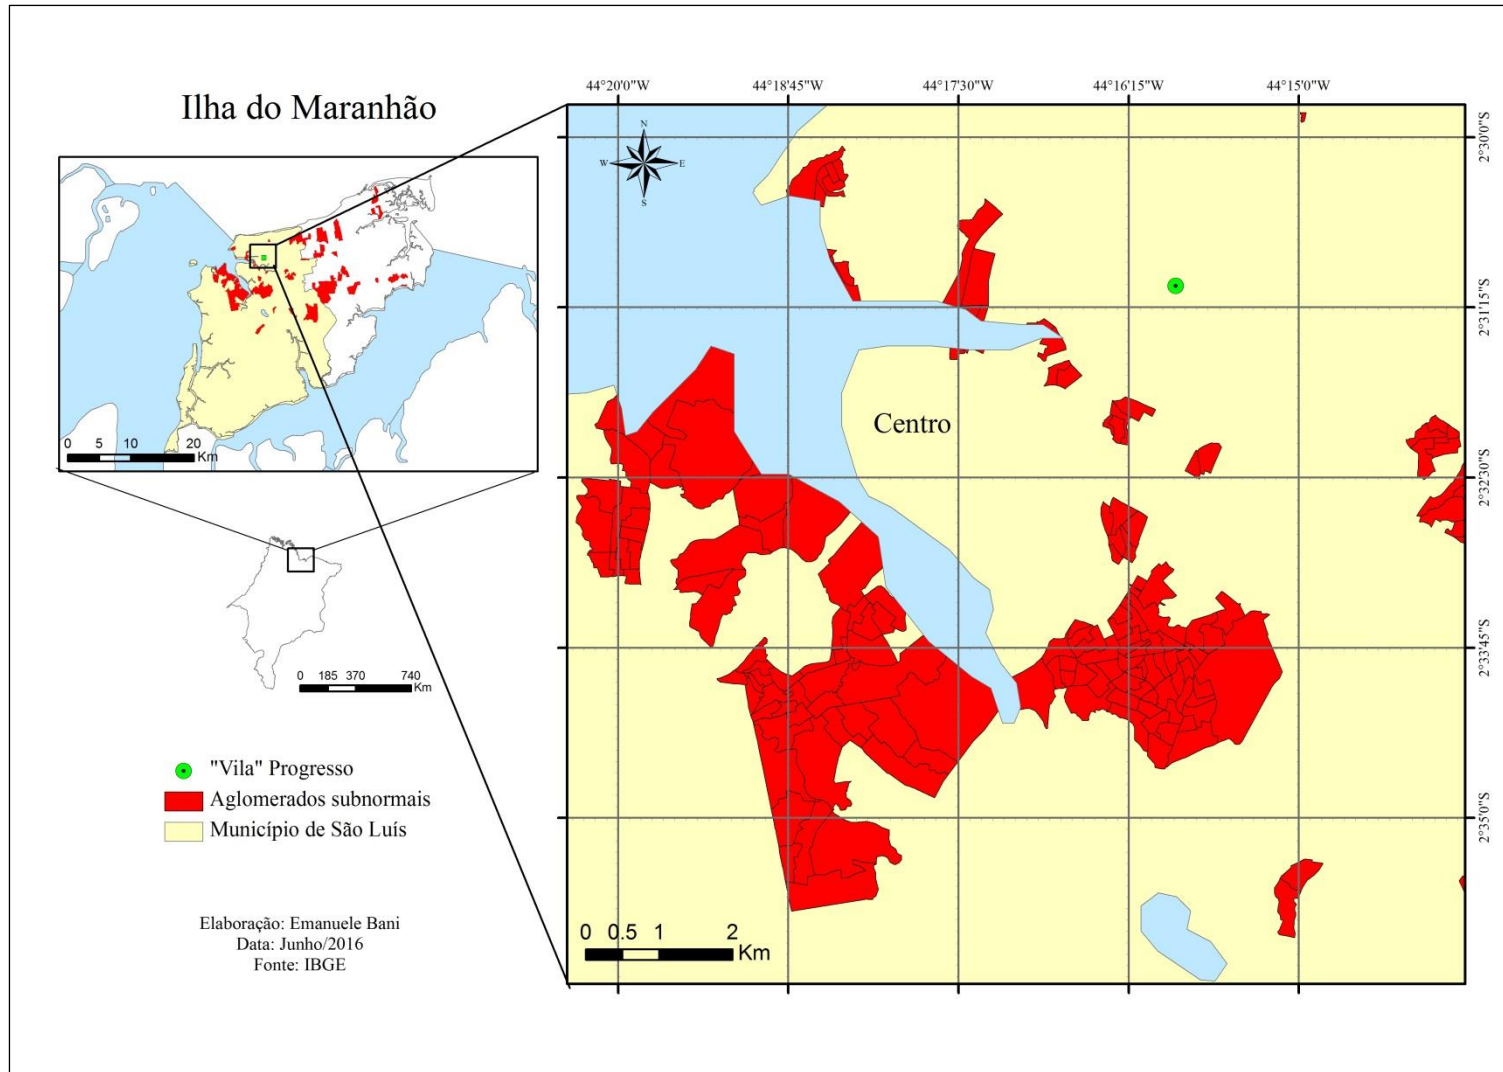 Ilha do Maranhão
0 5 10 20
Km
0 185 370 740
Km
"Vila" Progresso
Aglomerados subnormais
Município de São Luís
Elaboração: Emanuele Bani
Data: Junho/2016
Fonte: IBGE
44°20'0"W 44°18'45"W 44°17'30"W 44°16'15"W 44°15'0"W
N
W E
S
Centro
2°30'0"S
2°31'15"S
2°32'30"S
2°33'45"S
2°35'0"S
0 0.5 1 2
Km